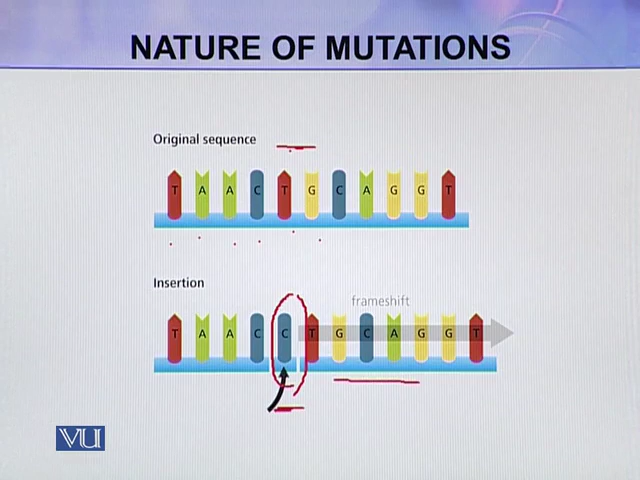 NATURE OF MUTATIONS
Original sequence
T A A C T G C A G G T
Insertion
frameshift
T A A C C T G C A G G T
VU